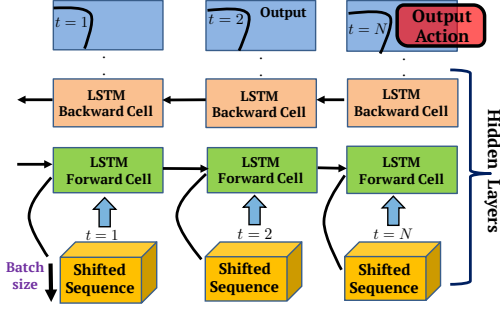 t = 1
t = 2
Output
t = N
Output
Action
LSTM
Backward Cell
LSTM
Backward Cell
LSTM
Backward Cell
LSTM
Forward Cell
LSTM
Forward Cell
LSTM
Forward Cell
Hidden Layers
t = 1
t = 2
t = N
Batch
size
Shifted
Sequence
Shifted
Sequence
Shifted
Sequence